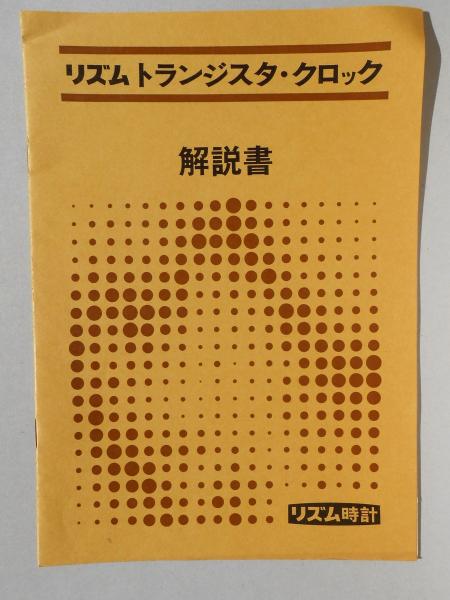 リズムトランジスタ・クロック
解説書
リズム時計